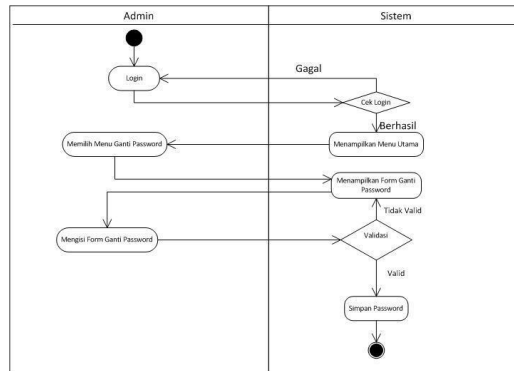 Admin
Sistem
Login
Gagal
Cek Login
Berhasil
Memilih Menu Ganti Password
Menampilkan Menu Utama
Menampilkan Form Ganti
Password
Tidak Valid
Mengisi Form Ganti Password
Validasi
Valid
Simpan Password